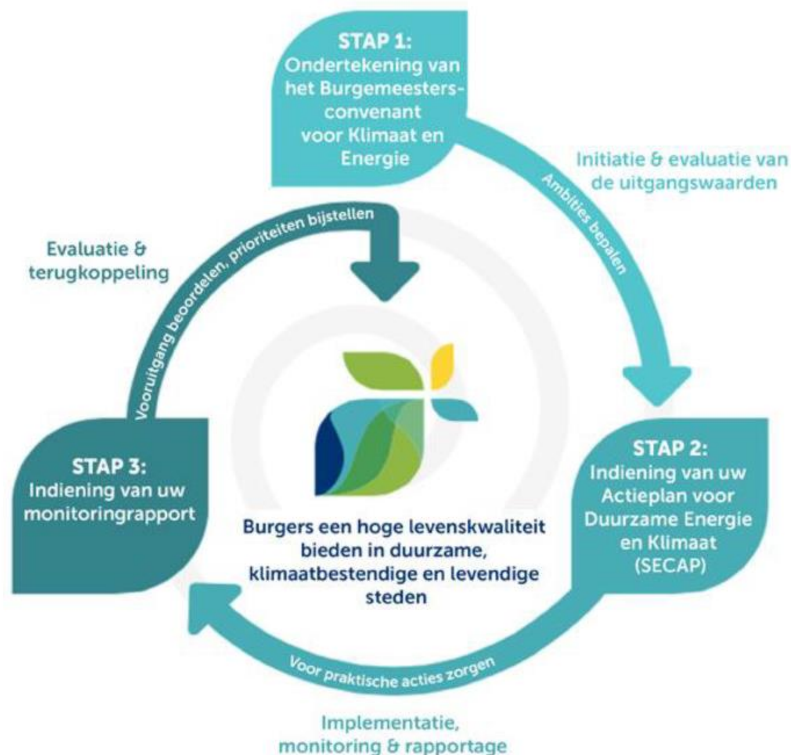 STAP 1:
Ondertekening van
het Burgemeesters-
convenant
voor Klimaat en
Energie
Initiatie & evaluatie van
de uitgangswaarden
Ambities bepalen
STAP 2:
Indiening van uw
Actieplan voor
Duurzame Energie
en Klimaat
(SECAP)
Voor praktische acties zorgen
Implementatie,
monitoring & rapportage
STAP 3:
Indiening van uw
monitoringrapport
Vooruitgang beoordelen, prioriteiten bijstellen
Evaluatie &
terugkoppeling
Burgers een hoge levenskwaliteit
bieden in duurzame,
klimaatbestendige en levendige
steden